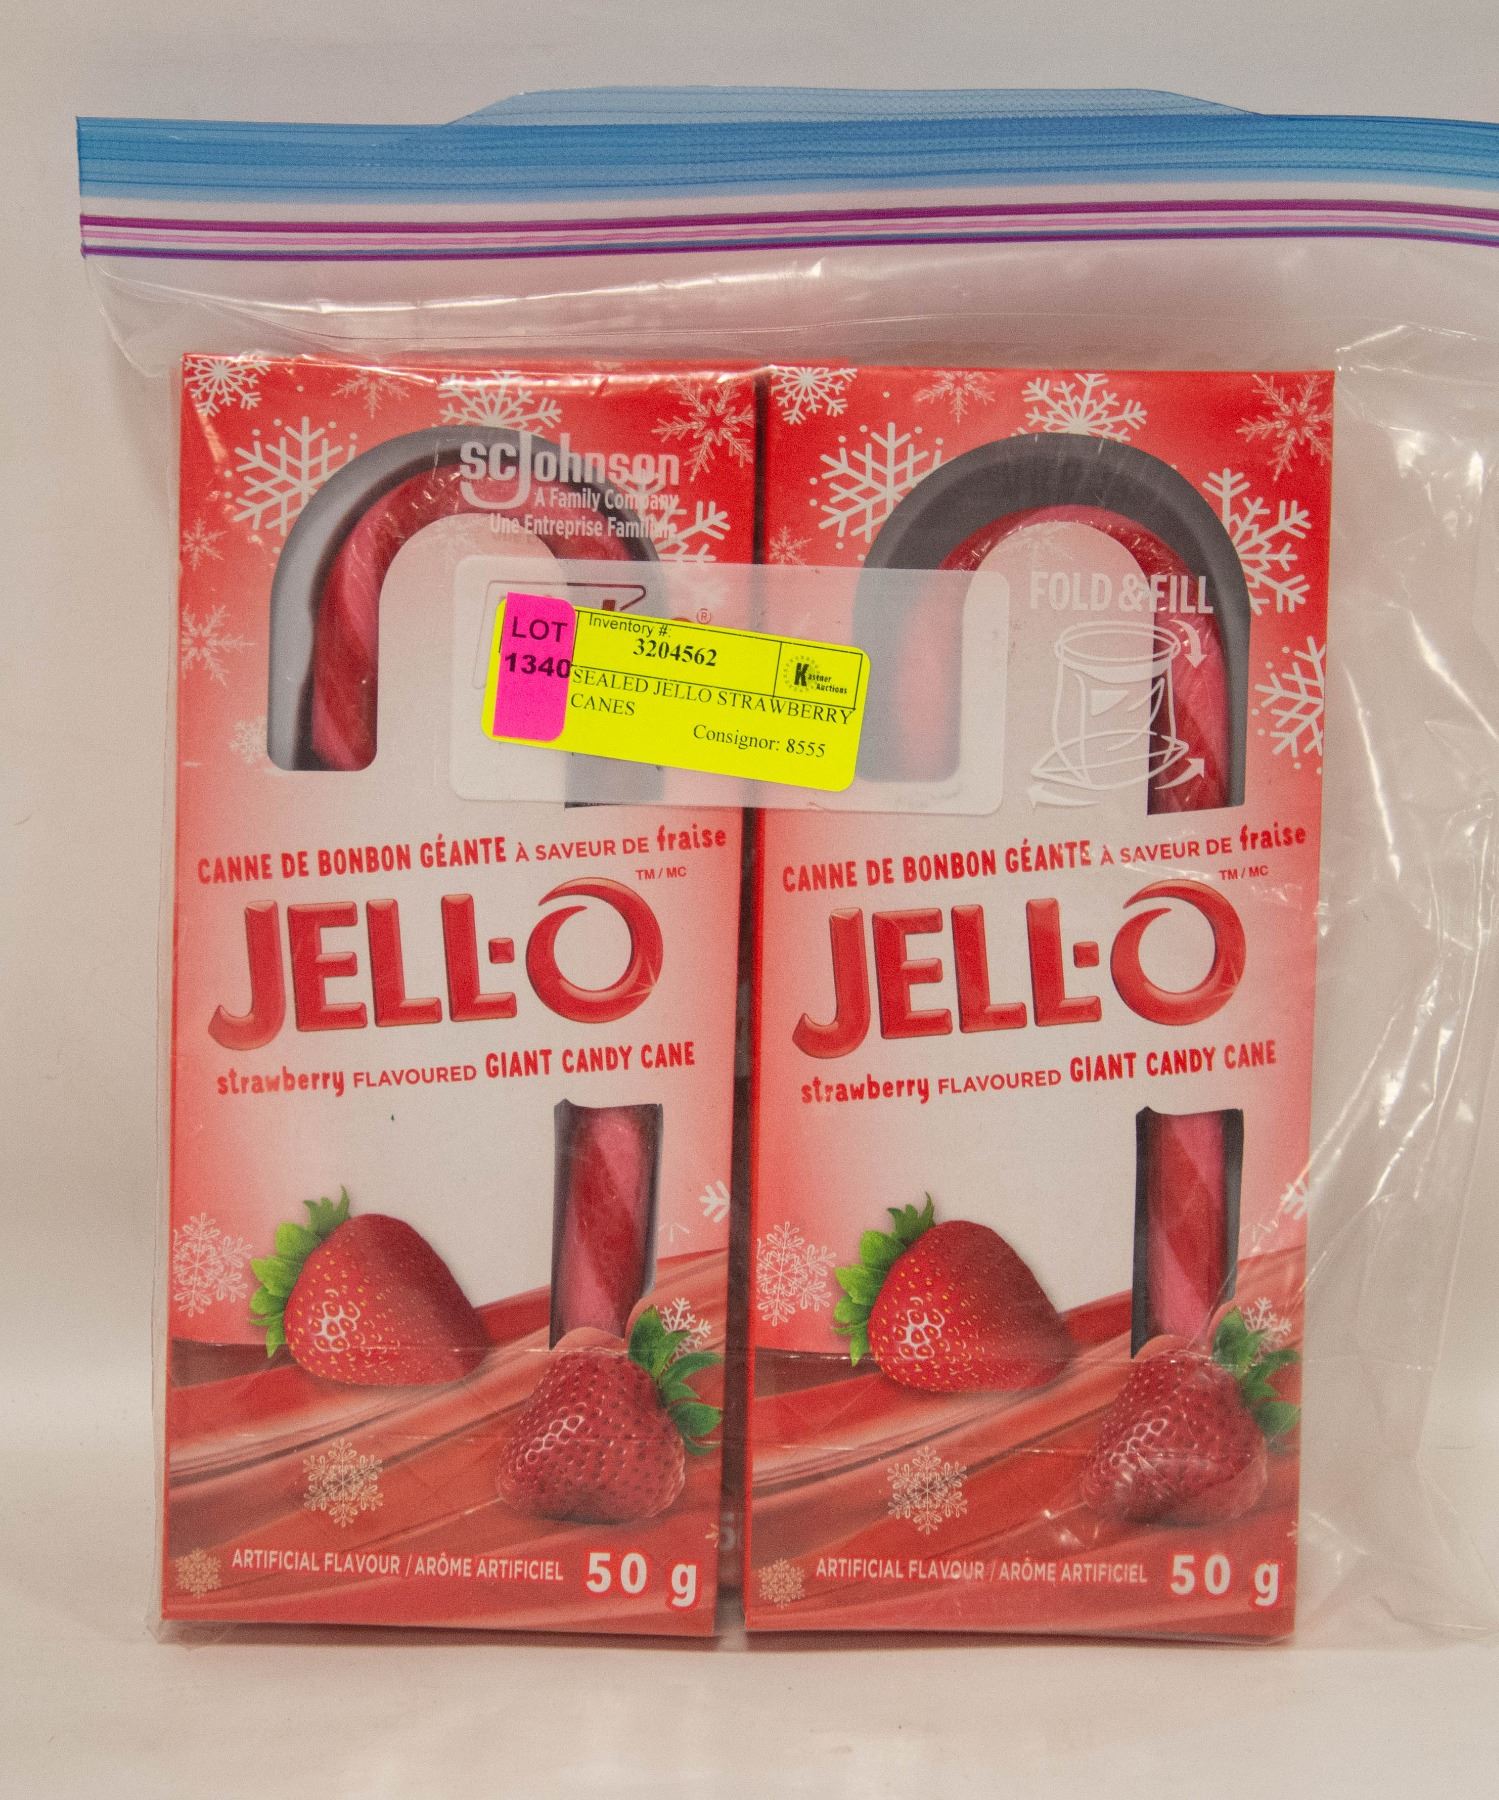 scJohnson
A Family Company
Une Entreprise Familiale
FOLD & FILL
LOT
1340
Inventory #:
3204562
Kastner
Auctions
SEALED JELLO STRAWBERRY
CANES
Consignor: 8555
CANNE DE BONBON GÉANTE À SAVEUR DE fraise
TM / MC
JELL-O
strawberry FLAVOURED GIANT CANDY CANE
ARTIFICIAL FLAVOUR / ARÔME ARTIFICIEL 50 g
CANNE DE BONBON GÉANTE À SAVEUR DE fraise
TM / MC
JELL-O
strawberry FLAVOURED GIANT CANDY CANE
ARTIFICIAL FLAVOUR / ARÔME ARTIFICIEL 50 g